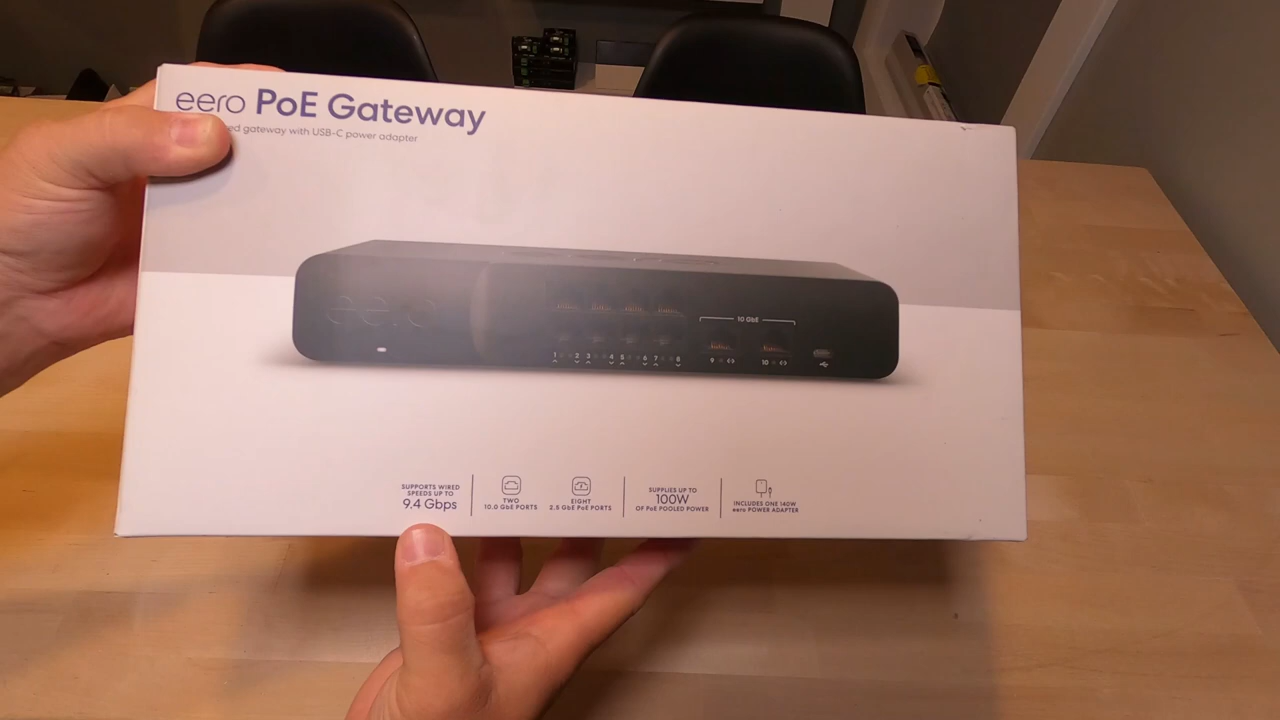 eero PoE Gateway
ed gateway with USB-C power adapter
eero
10 GbE
1 2 3 4 5 6 7 8 9 10
SUPPORTS WIRED
SPEEDS UP TO
9.4 Gbps
TWO
10.0 GbE PORTS
EIGHT
2.5 GbE PoE PORTS
SUPPLIES UP TO
100W
OF PoE POOLED POWER
INCLUDES ONE 140W
eero POWER ADAPTER